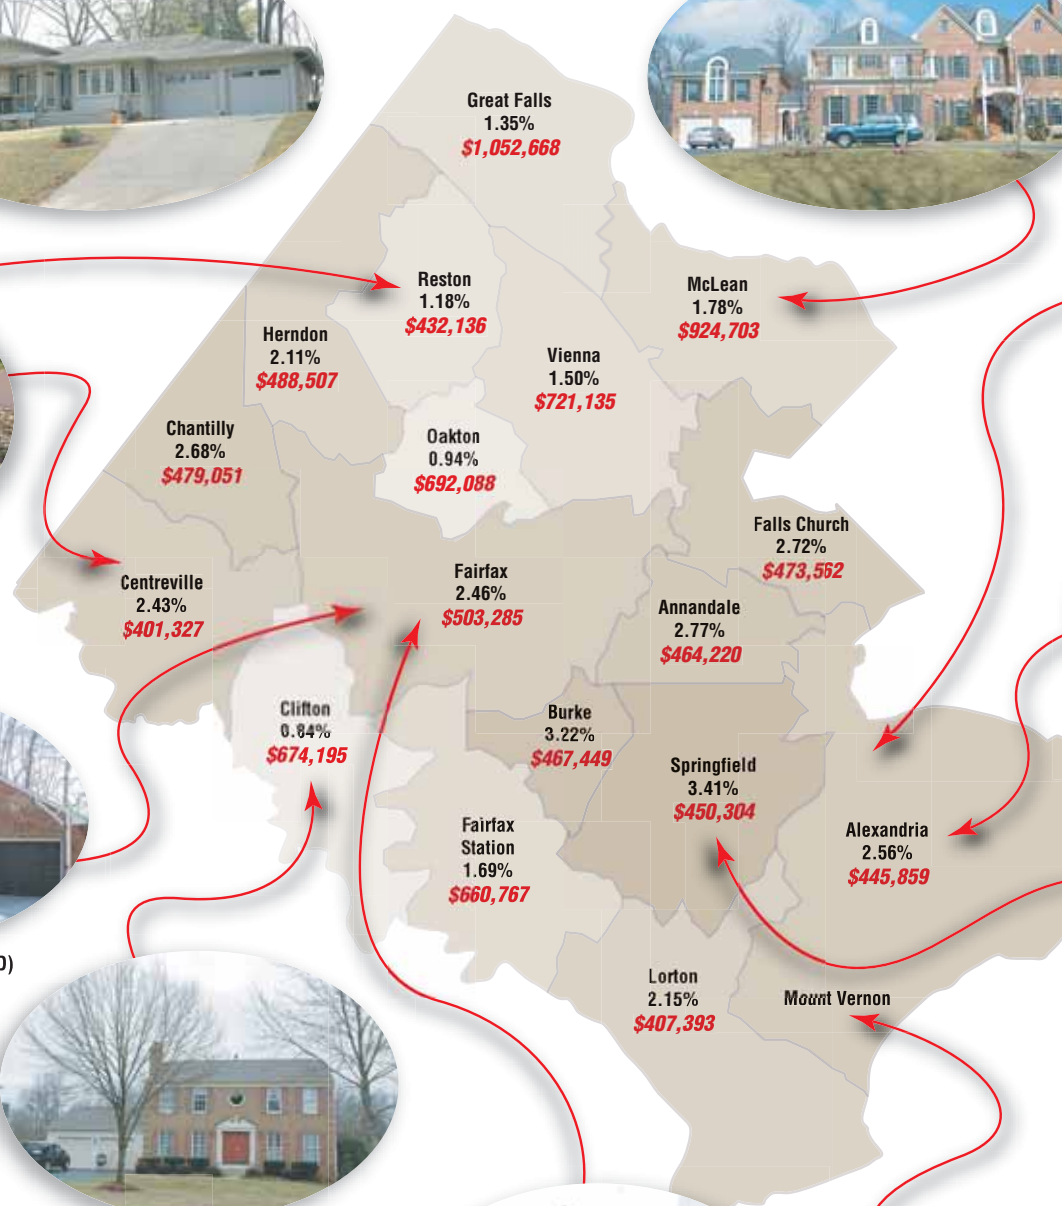 Great Falls
1.35%
$1,052,668
Reston
1.18%
$432,136
McLean
1.78%
$924,703
Herndon
2.11%
$488,507
Vienna
1.50%
$721,135
Chantilly
2.68%
$479,051
Oakton
0.94%
$692,088
Falls Church
2.72%
$473,562
Centreville
2.43%
$401,327
Fairfax
2.46%
$503,285
Annandale
2.77%
$464,220
Clifton
0.84%
$674,195
Burke
3.22%
$467,449
Springfield
3.41%
$450,304
Fairfax
Station
1.69%
$660,767
Alexandria
2.56%
$445,859
)
Lorton
2.15%
$407,393
Mount Vernon